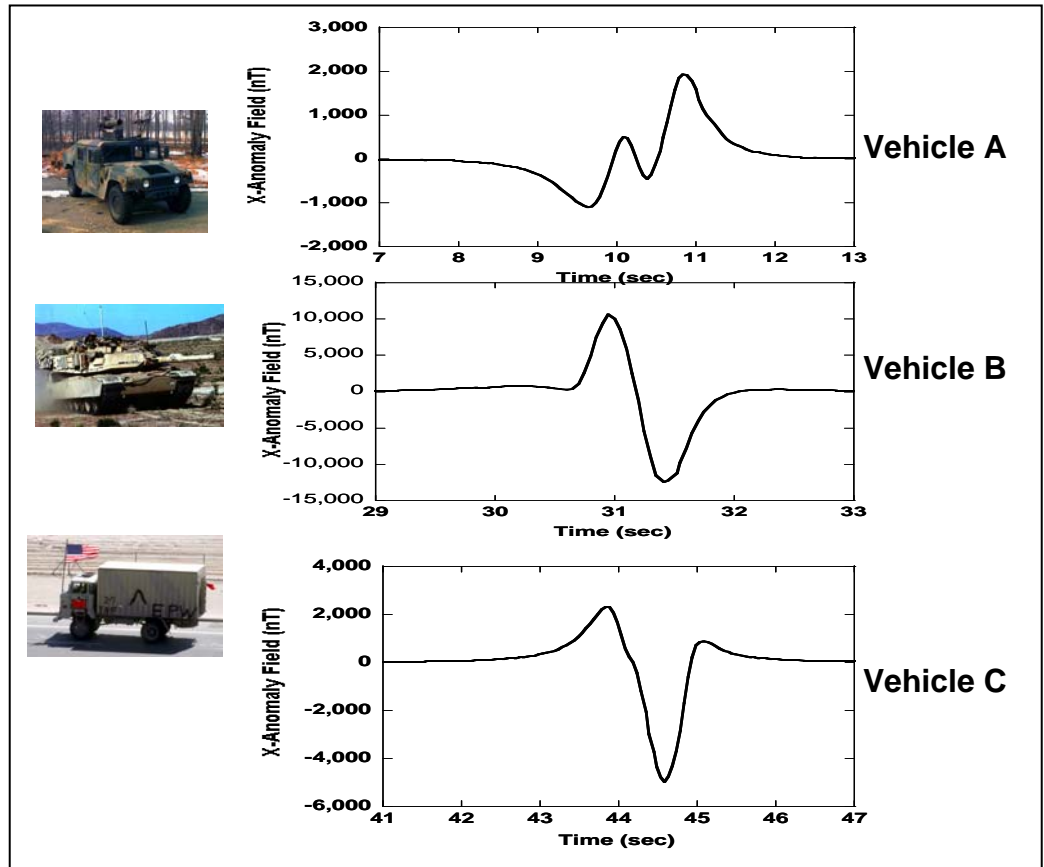 3,000
2,000
1,000
0
-1,000
-2,000
X-Anomaly Field (nT)
7 8 9 10 11 12 13
Time (sec)
Vehicle A
15,000
10,000
5,000
0
-5,000
-10,000
-15,000
X-Anomaly Field (nT)
29 30 31 32 33
Time (sec)
Vehicle B
4,000
2,000
0
-2,000
-4,000
-6,000
X-Anomaly Field (nT)
41 42 43 44 45 46 47
Time (sec)
Vehicle C
EPW